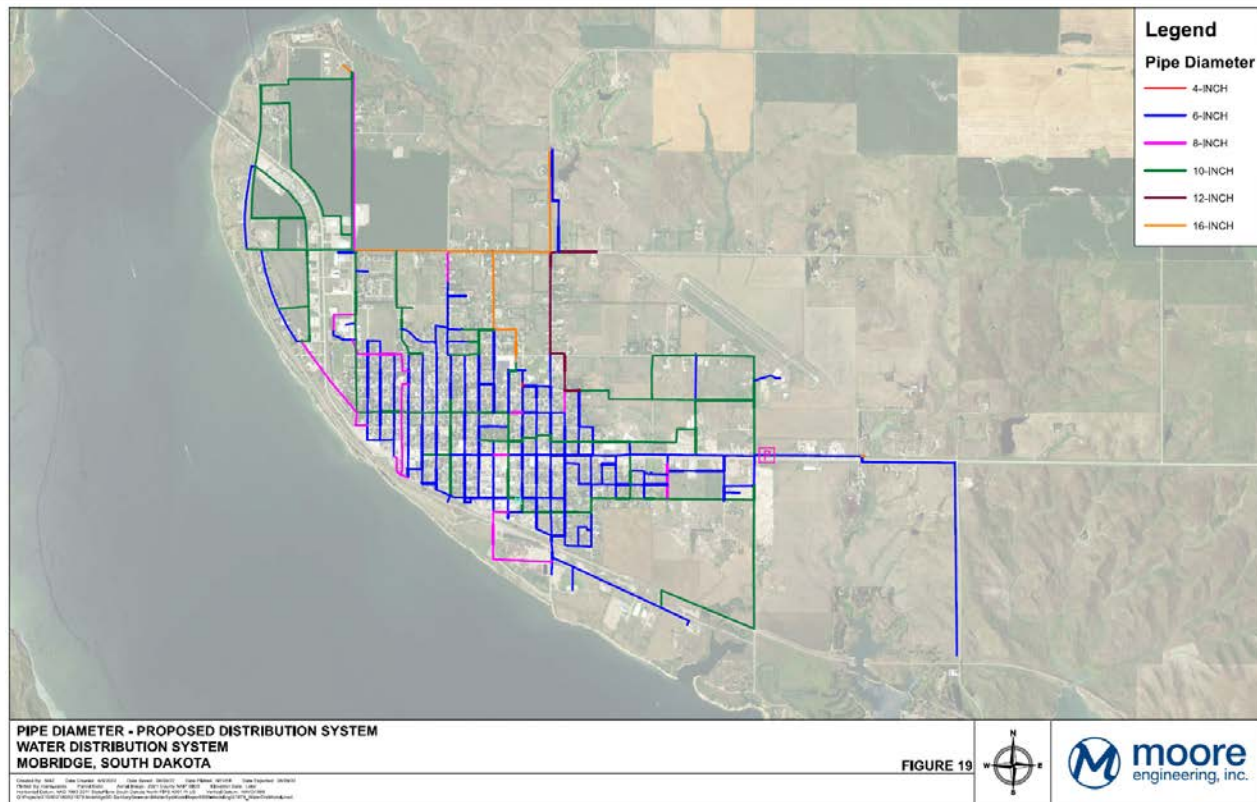 Legend
Pipe Diameter
4-INCH
6-INCH
8-INCH
10-INCH
12-INCH
16-INCH
P
PIPE DIAMETER - PROPOSED DISTRIBUTION SYSTEM
WATER DISTRIBUTION SYSTEM
MOBRIDGE, SOUTH DAKOTA
FIGURE 19
N
W
E
S
moore
engineering, inc.